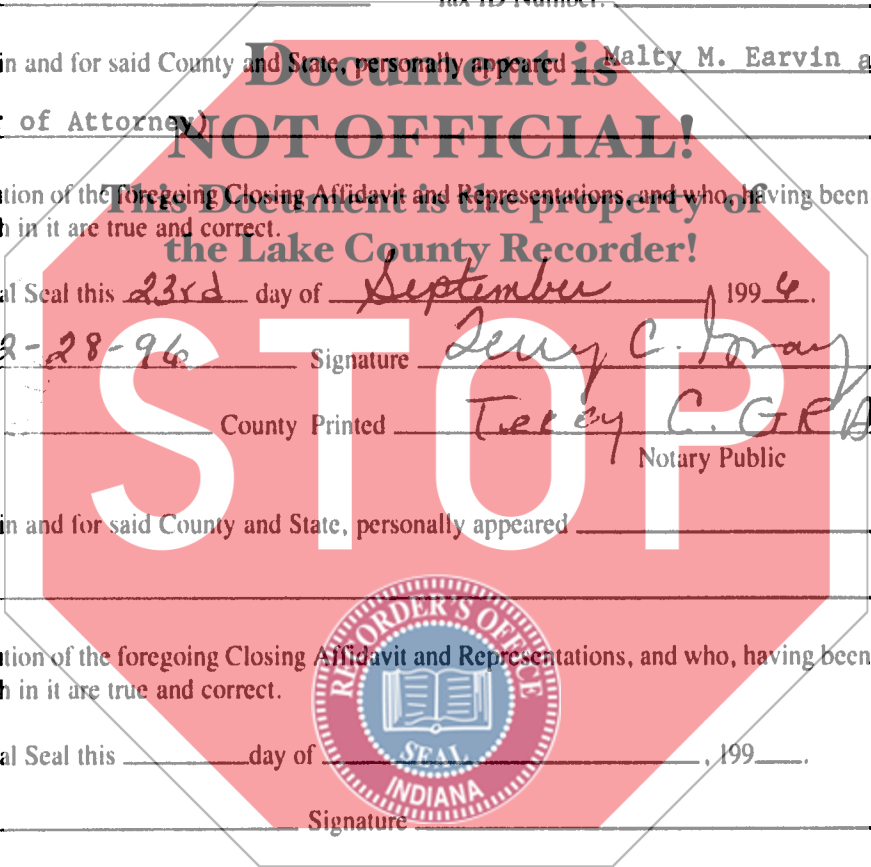 Tax ID Number:
in and for said County and State, personally appeared Malty M. Earvin a
Document is
of Attorney)
NOT OFFICIAL!
tion of the foregoing Closing Affidavit and Representations, and who, having been
This Document is the property of
h in it are true and correct.
the Lake County Recorder!
al Seal this 23rd day of September, 1996.
2-28-96 Signature Terry C. Gray
County Printed Terry C. GRA
Notary Public
STOP
in and for said County and State, personally appeared
RECORDER'S OFFICE
tion of the foregoing Closing Affidavit and Representations, and who, having been
h in it are true and correct.
al Seal this day of , 199 .
SEAL
INDIANA
Signature